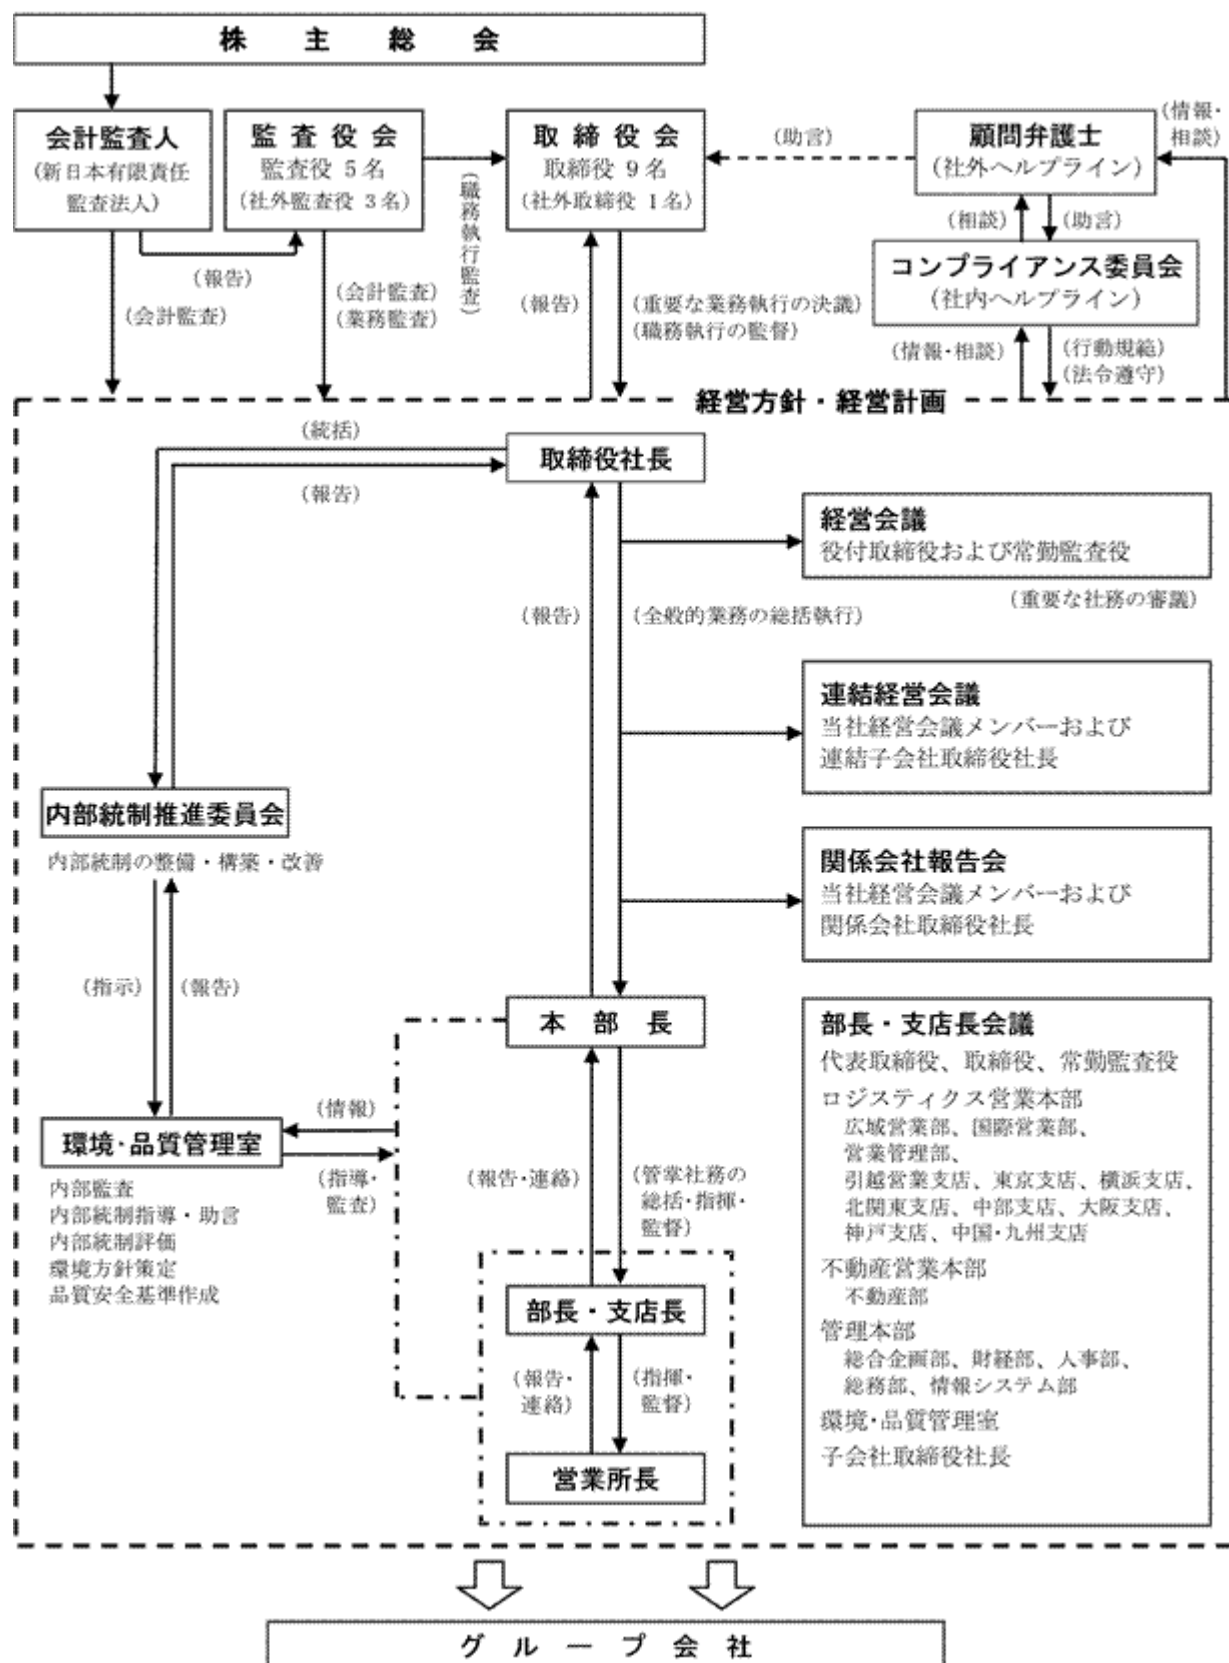 株主総会
会計監査人
(新日本有限責任
監査法人)
監査役会
監査役 5名
(社外監査役 3名)
取締役会
取締役 9名
(社外取締役 1名)
顧問弁護士
(社外ヘルプライン)
(情報・
相談)
(助言)
(職務執行監査)
(報告)
(会計監査)
(会計監査)
(業務監査)
(報告)
(重要な業務執行の決議)
(職務執行の監督)
(相談)
(助言)
コンプライアンス委員会
(社内ヘルプライン)
(情報・相談)
(行動規範)
(法令遵守)
経営方針・経営計画
(統括)
(報告)
取締役社長
経営会議
役付取締役および常勤監査役
(重要な社務の審議)
(報告)
(全般的業務の総括執行)
連結経営会議
当社経営会議メンバーおよび
連結子会社取締役社長
内部統制推進委員会
内部統制の整備・構築・改善
関係会社報告会
当社経営会議メンバーおよび
関係会社取締役社長
(指示)
(報告)
本部長
環境・品質管理室
内部監査
内部統制指導・助言
内部統制評価
環境方針策定
品質安全基準作成
(情報)
(指導・
監査)
(報告・連絡)
(管掌社務の
総括・指揮・
監督)
部長・支店長
(報告・
連絡)
(指揮・
監督)
営業所長
部長・支店長会議
代表取締役、取締役、常勤監査役
ロジスティクス営業本部
広域営業部、国際営業部、
営業管理部、
引越営業支店、東京支店、横浜支店、
北関東支店、中部支店、大阪支店、
神戸支店、中国・九州支店
不動産営業本部
不動産部
管理本部
総合企画部、財経部、人事部、
総務部、情報システム部
環境・品質管理室
子会社取締役社長
グループ会社